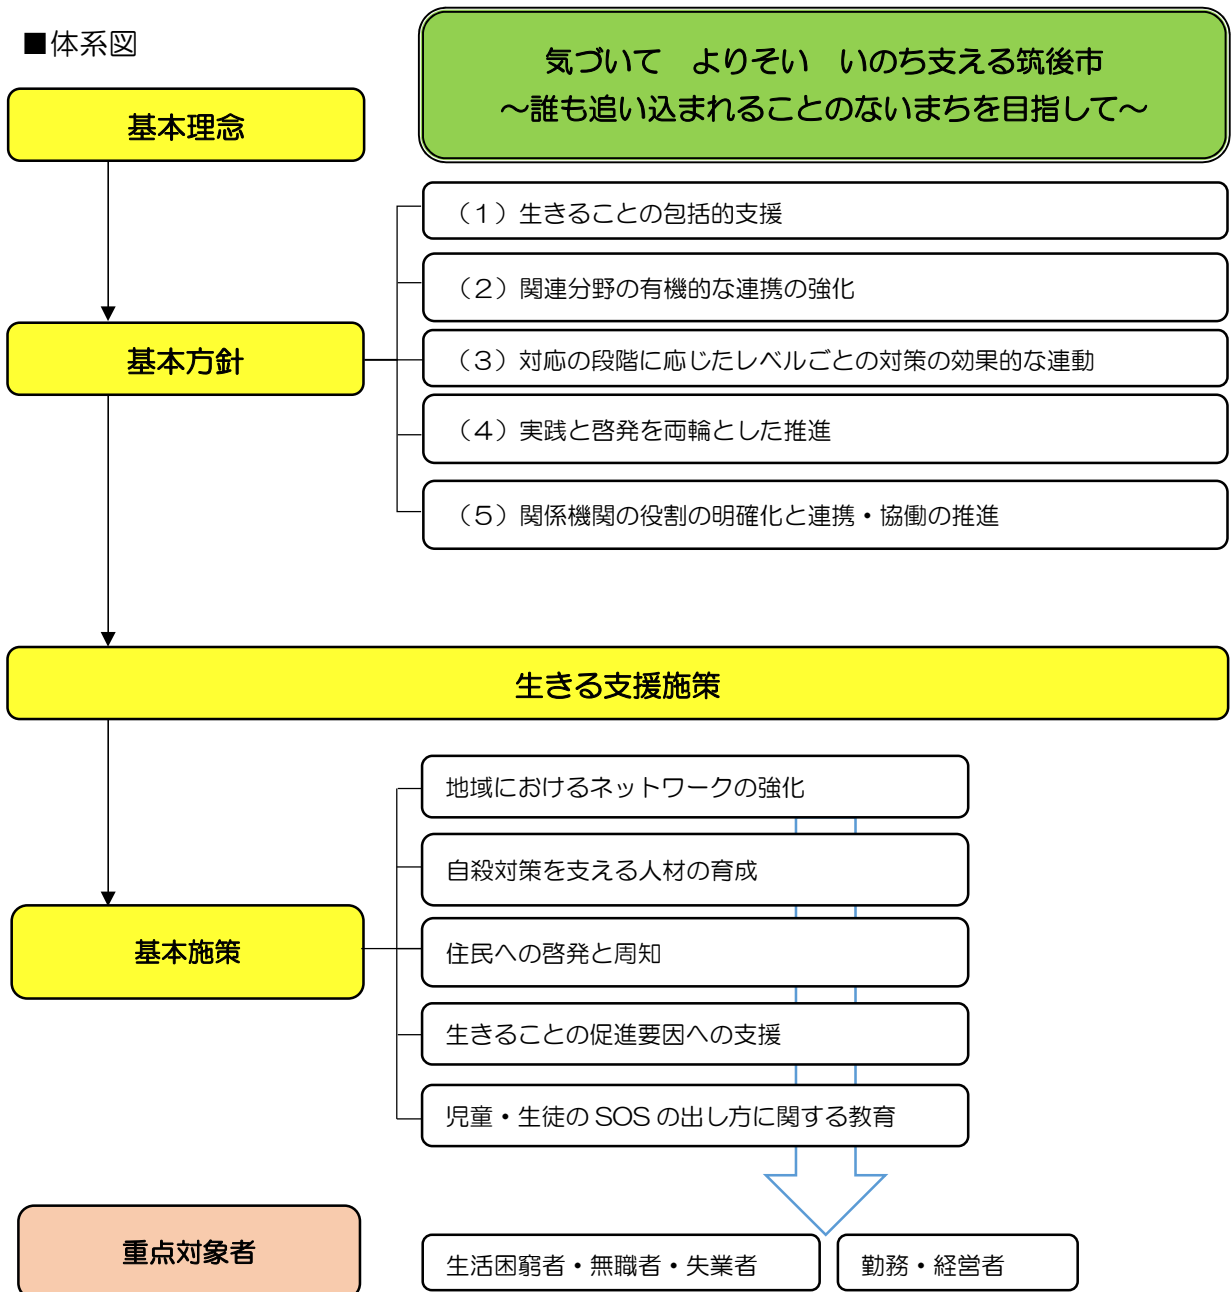 ■体系図
気づいて　よりそい　いのち支える筑後市
～誰も追い込まれることのないまちを目指して～
基本理念
（１）生きることの包括的支援
（２）関連分野の有機的な連携の強化
基本方針
（３）対応の段階に応じたレベルごとの対策の効果的な連動
（４）実践と啓発を両輪とした推進
（５）関係機関の役割の明確化と連携・協働の推進
生きる支援施策
地域におけるネットワークの強化
自殺対策を支える人材の育成
基本施策
住民への啓発と周知
生きることの促進要因への支援
児童・生徒の SOS の出し方に関する教育
重点対象者
生活困窮者・無職者・失業者
勤務・経営者